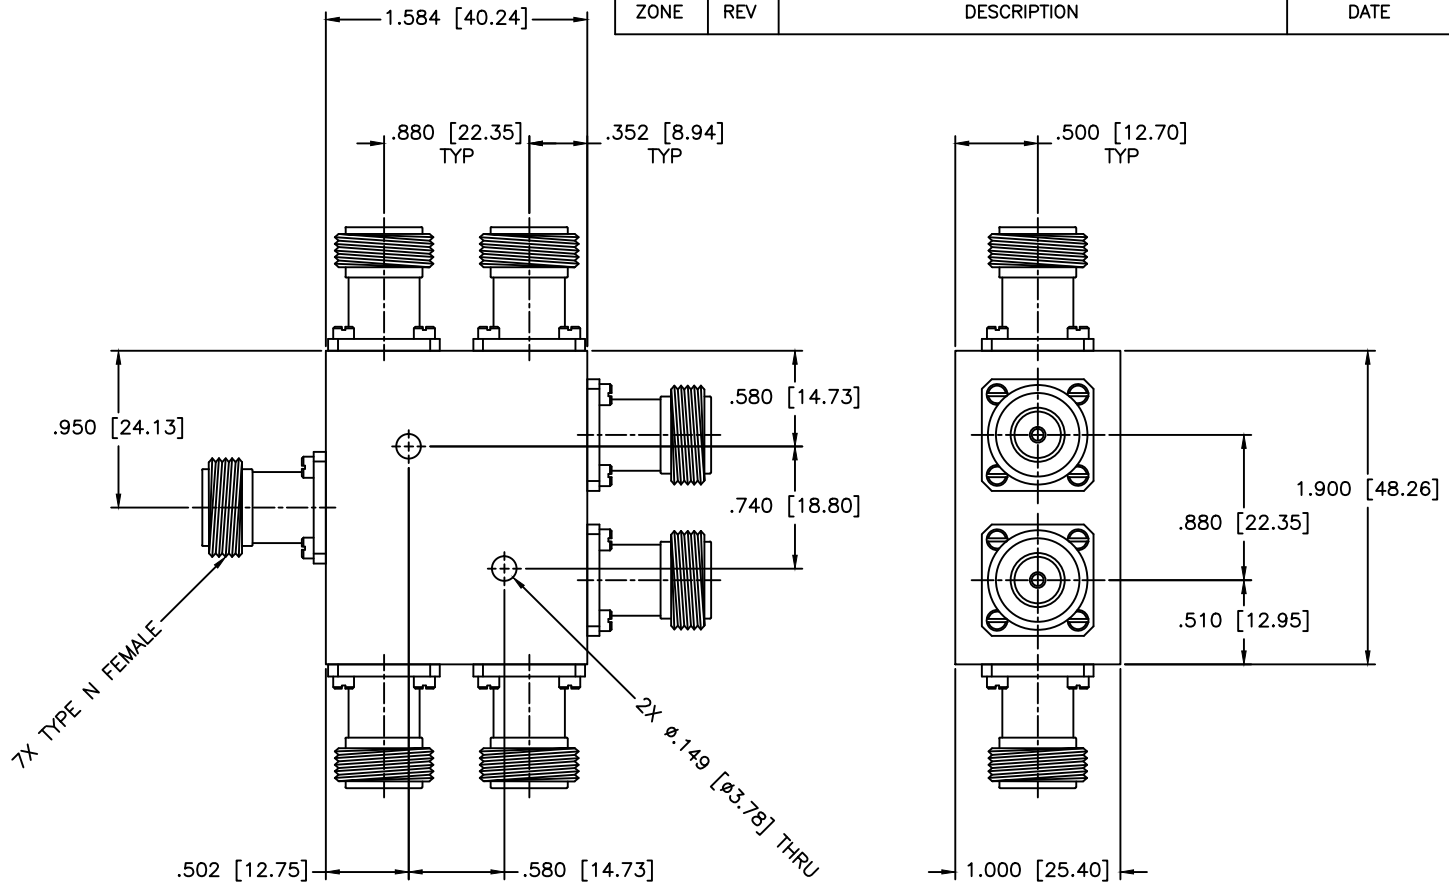 ZONE REV DESCRIPTION DATE
1.584 [40.24]
.880 [22.35]
TYP
.352 [8.94]
TYP
.500 [12.70]
TYP
.950 [24.13]
.580 [14.73]
.740 [18.80]
1.900 [48.26]
.880 [22.35]
.510 [12.95]
7X TYPE N FEMALE
2X ø.149 [ø3.78] THRU
.502 [12.75]
.580 [14.73]
1.000 [25.40]